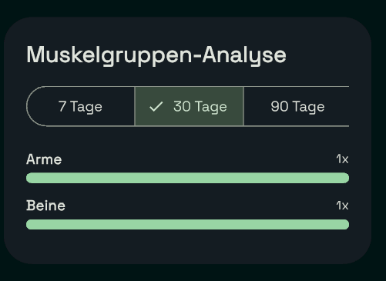 Muskelgruppen-Analyse
7 Tage 30 Tage 90 Tage
Arme 1x
Beine 1x